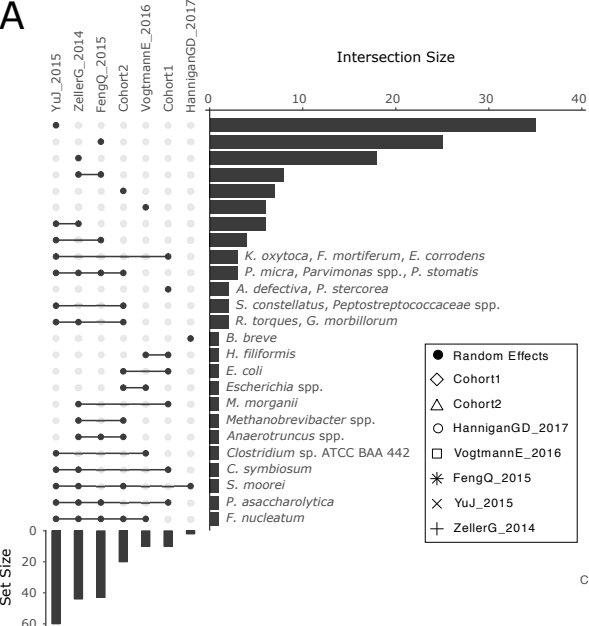 A
YuJ_2015
ZellerG_2014
FengQ_2015
Cohort2
VogtmannE_2016
Cohort1
HanniganGD_2017
Intersection Size
0 10 20 30 40
K. oxytoca, F. mortiferum, E. corrodens
P. micra, Parvimonas spp., P. stomatis
A. defectiva, P. stercorea
S. constellatus, Peptostreptococcaceae spp.
R. torques, G. morbillorum
B. breve
H. filiformis
E. coli
Escherichia spp.
M. morganii
Methanobrevibacter spp.
Anaerotruncus spp.
Clostridium sp. ATCC BAA 442
C. symbiosum
S. moorei
P. asaccharolytica
F. nucleatum
Random Effects
Cohort1
Cohort2
HanniganGD_2017
VogtmannE_2016
FengQ_2015
YuJ_2015
ZellerG_2014
Set Size
0
20
40
60
C